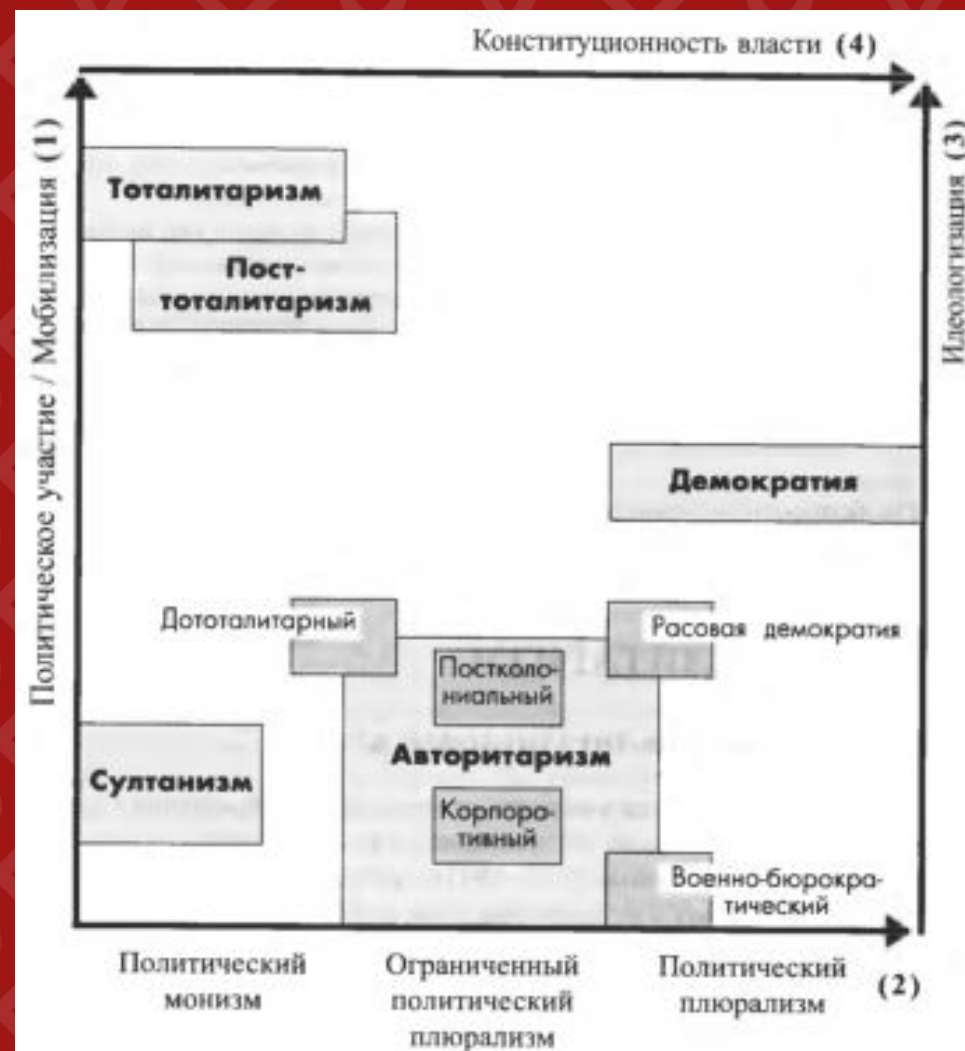 Конституционность власти (4)
Политическое участие / Мобилизация (1)
Идеологизация (3)
Тоталитаризм
Пост-
тоталитаризм
Демократия
Дототалитарный
Расовая демократия
Постколо-
ниальный
Авторитаризм
Султанизм
Корпоро-
тивный
Военно-бюрокра-
тический
Политический
монизм
Ограниченный
политический
плюрализм
Политический
плюрализм
(2)